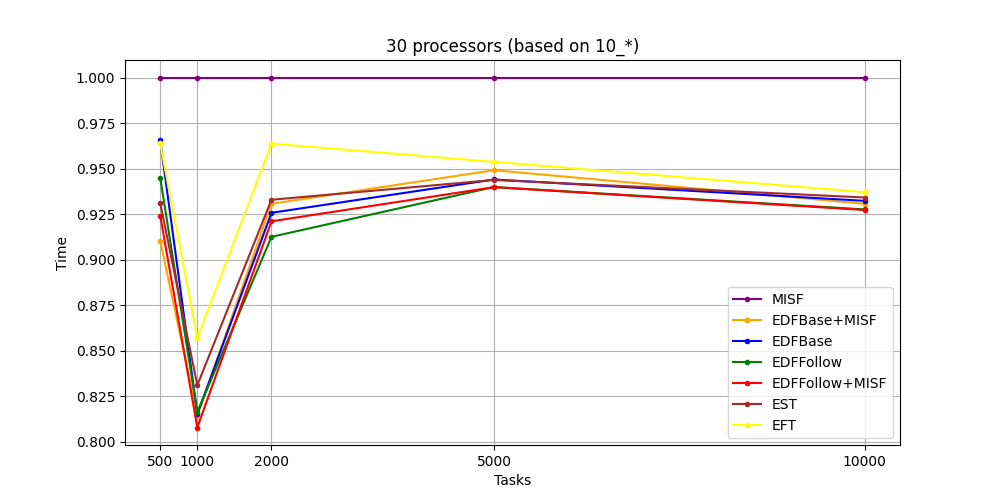 30 processors (based on 10_*)
Time
1.000
0.975
0.950
0.925
0.900
0.875
0.850
0.825
0.800
MISF
EDFBase+MISF
EDFBase
EDFFollow
EDFFollow+MISF
EST
EFT
500 1000 2000 5000 10000
Tasks